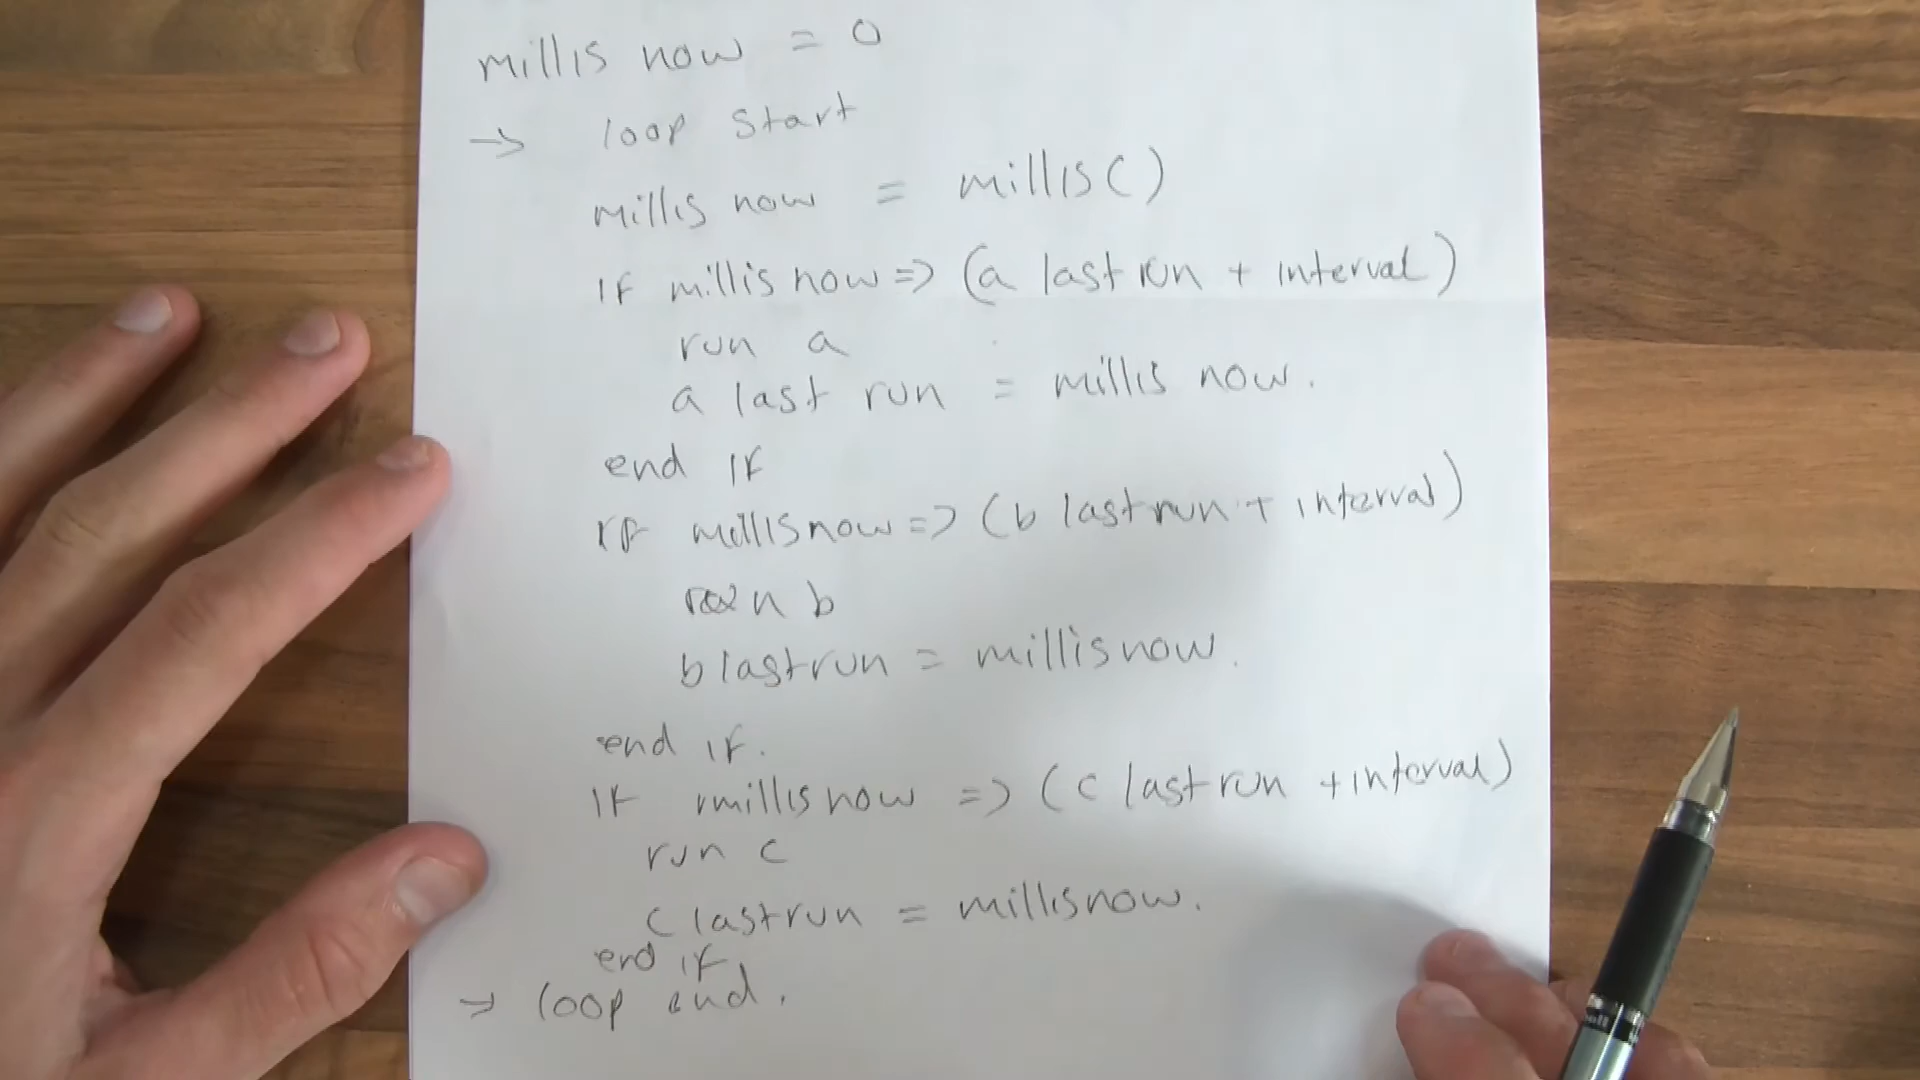 millis now = 0
→ loop start
millis now = millis()
If millis now => (a last run + interval)
run a
a last run = millis now.
end If
If millisnow => (b lastrun + interval)
run b
b lastrun = millisnow.
end if.
If millisnow => (c lastrun + interval)
run c
c lastrun = millisnow.
end if
→ loop end.